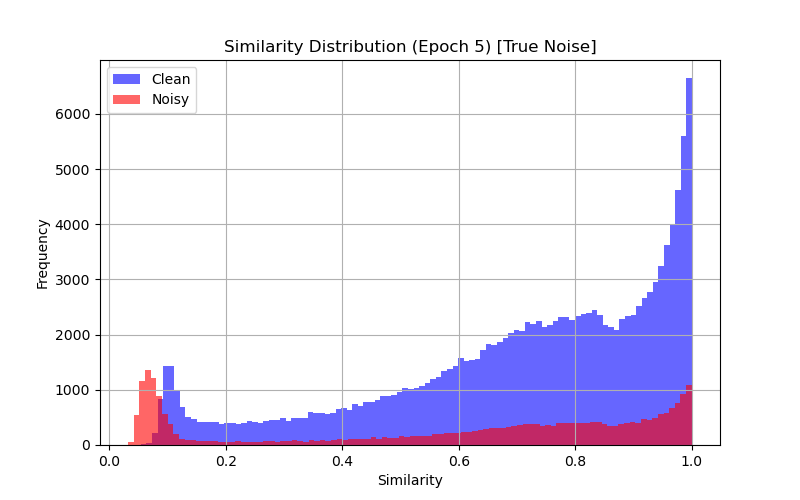 Similarity Distribution (Epoch 5) [True Noise]
Clean
Noisy
Frequency
6000
5000
4000
3000
2000
1000
0
0.0 0.2 0.4 0.6 0.8 1.0
Similarity